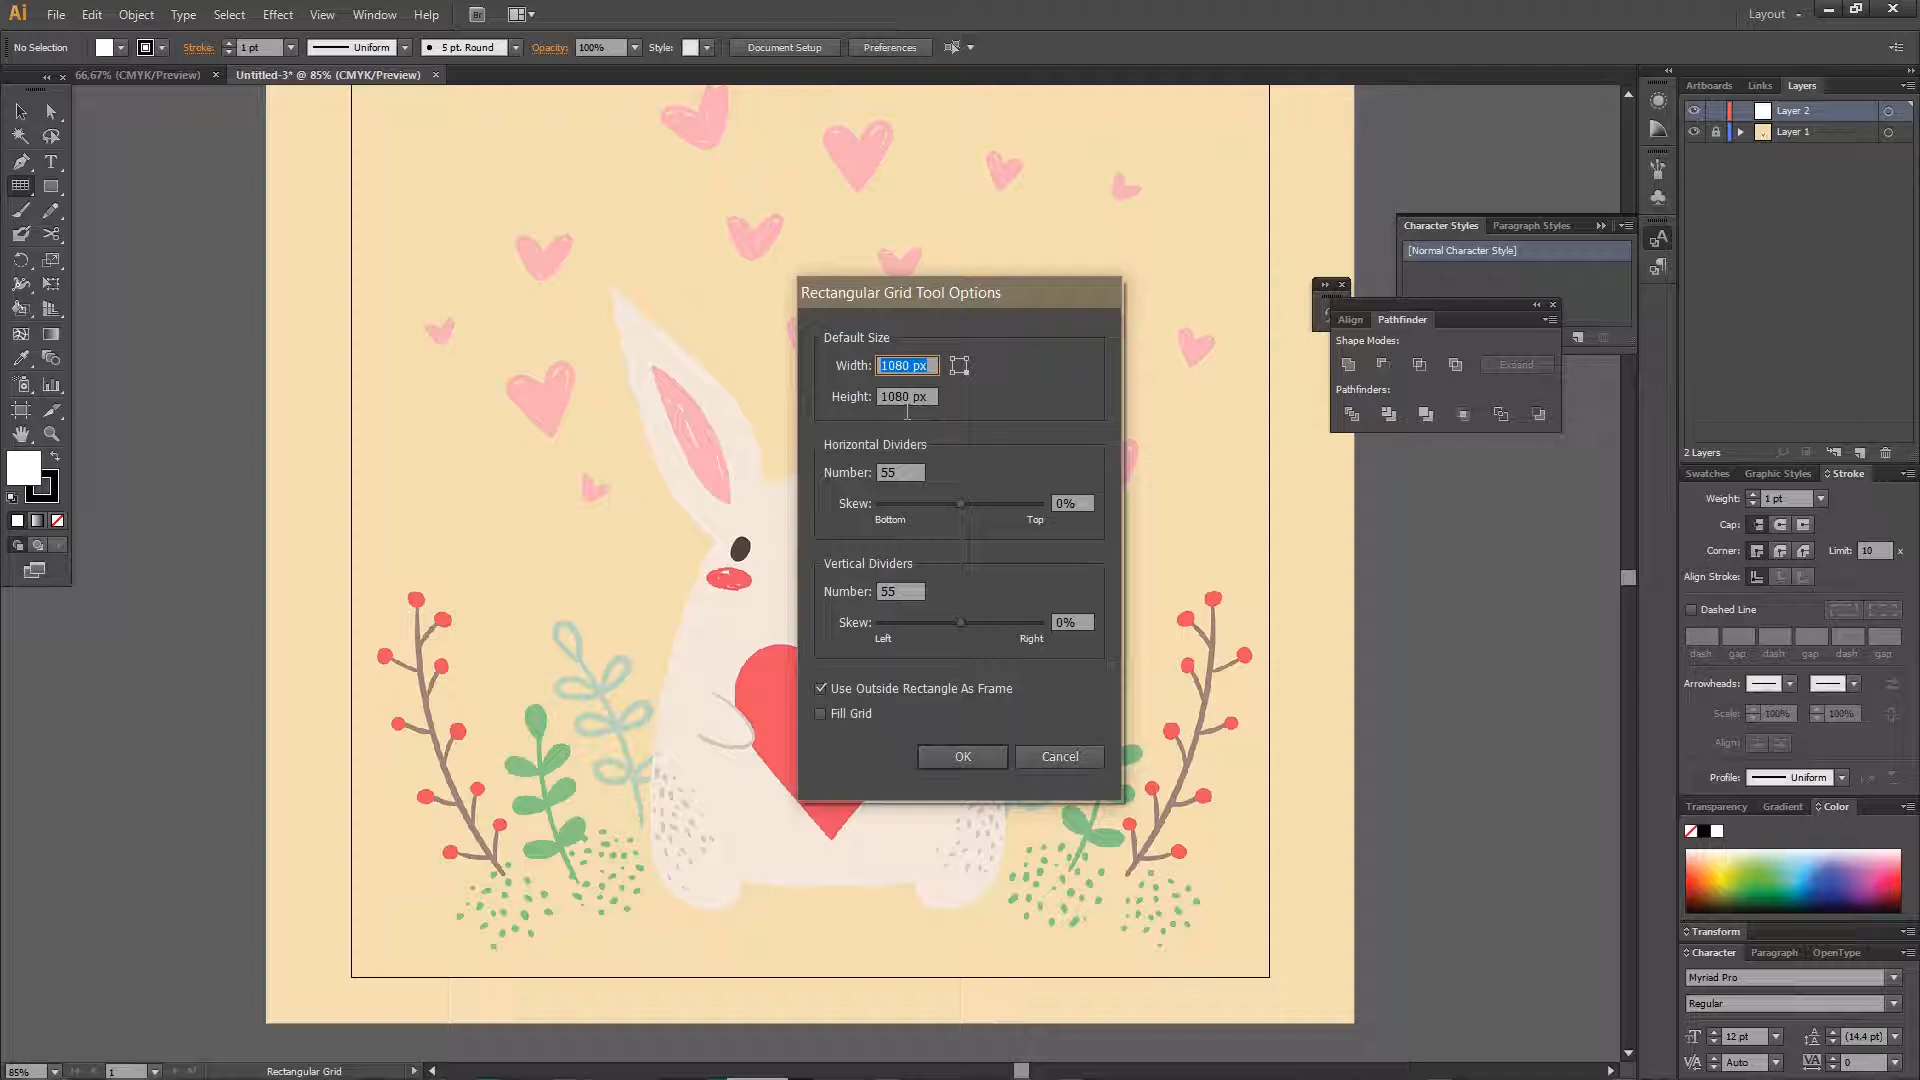 Ai File Edit Object Type Select Effect View Window Help Br Layout
No Selection Stroke: 1 pt Uniform 5 pt. Round Opacity: 100% Style: Document Setup Preferences
66,67% (CMYK/Preview) × Untitled-3* @ 85% (CMYK/Preview) ×
Artboards Links Layers
Layer 2
Layer 1
Character Styles Paragraph Styles
[Normal Character Style]
Rectangular Grid Tool Options
Default Size
Width: 1080 px
Height: 1080 px
Horizontal Dividers
Number: 55
Skew: 0%
Bottom Top
Vertical Dividers
Number: 55
Skew: 0%
Left Right
Use Outside Rectangle As Frame
Fill Grid
OK Cancel
Align Pathfinder
Shape Modes:
Expand
Pathfinders:
2 Layers
Swatches Graphic Styles Stroke
Weight: 1 pt
Cap:
Corner: Limit: 10 x
Align Stroke:
Dashed Line
dash gap dash gap dash gap
Arrowheads:
Scale: 100% 100%
Align:
Profile: Uniform
Transparency Gradient Color
Transform
Character Paragraph OpenType
Myriad Pro
Regular
12 pt (14.4 pt)
Auto 0
85% 1 Rectangular Grid